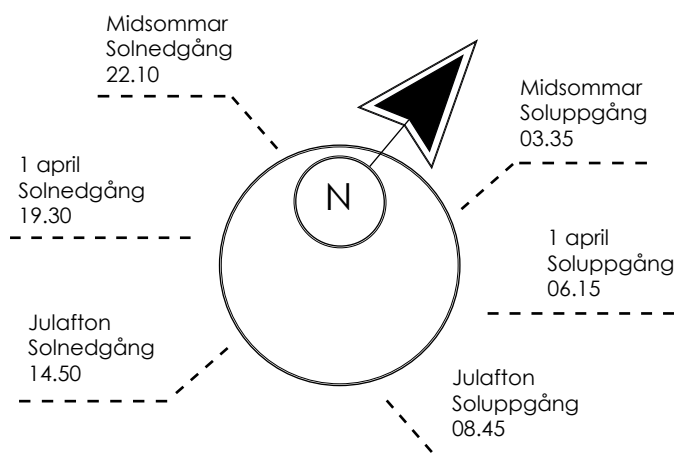 Midsommar
Solnedgång
22.10
Midsommar
Soluppgång
03.35
1 april
Solnedgång
19.30
N
1 april
Soluppgång
06.15
Julafton
Solnedgång
14.50
Julafton
Soluppgång
08.45